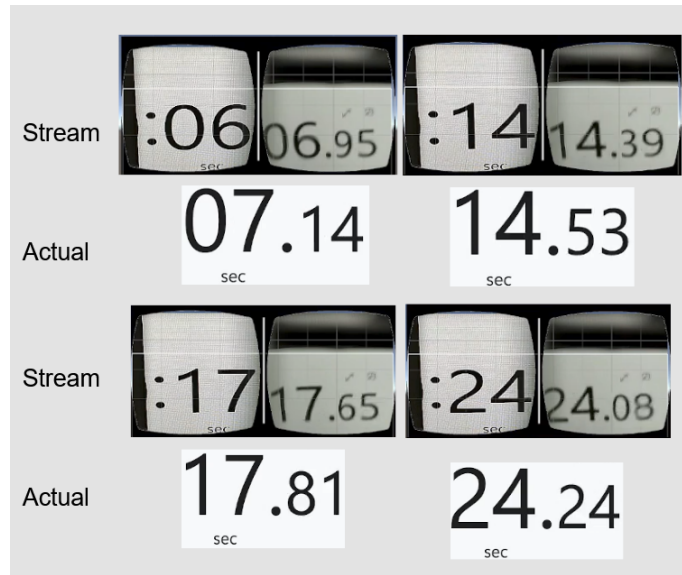 Stream :06 06.95 :14 14.39
sec sec
Actual 07.14 14.53
sec sec
Stream :17 17.65 :24 24.08
sec sec
Actual 17.81 24.24
sec sec